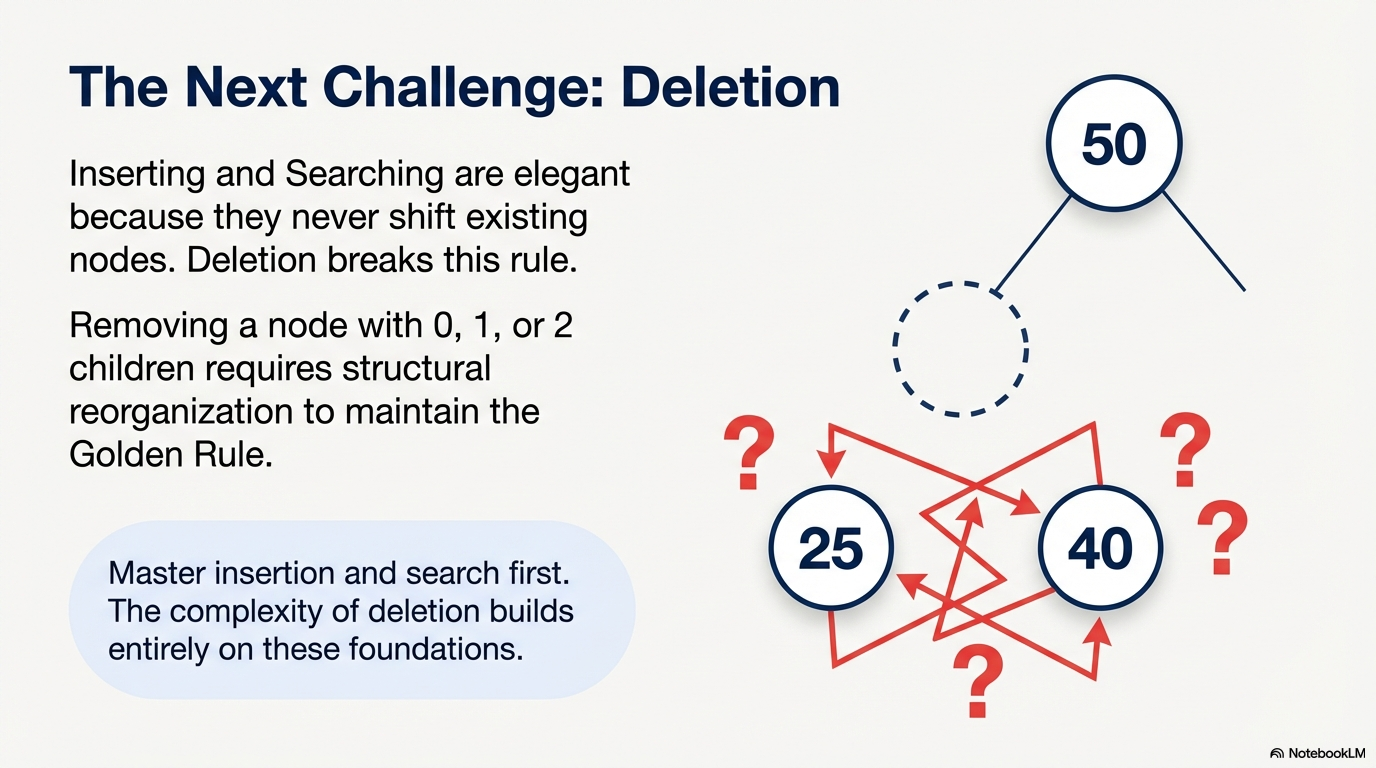 The Next Challenge: Deletion
Inserting and Searching are elegant
because they never shift existing
nodes. Deletion breaks this rule.
Removing a node with 0, 1, or 2
children requires structural
reorganization to maintain the
Golden Rule.
Master insertion and search first.
The complexity of deletion builds
entirely on these foundations.
50
?
?
?
25
40
?
NotebookLM